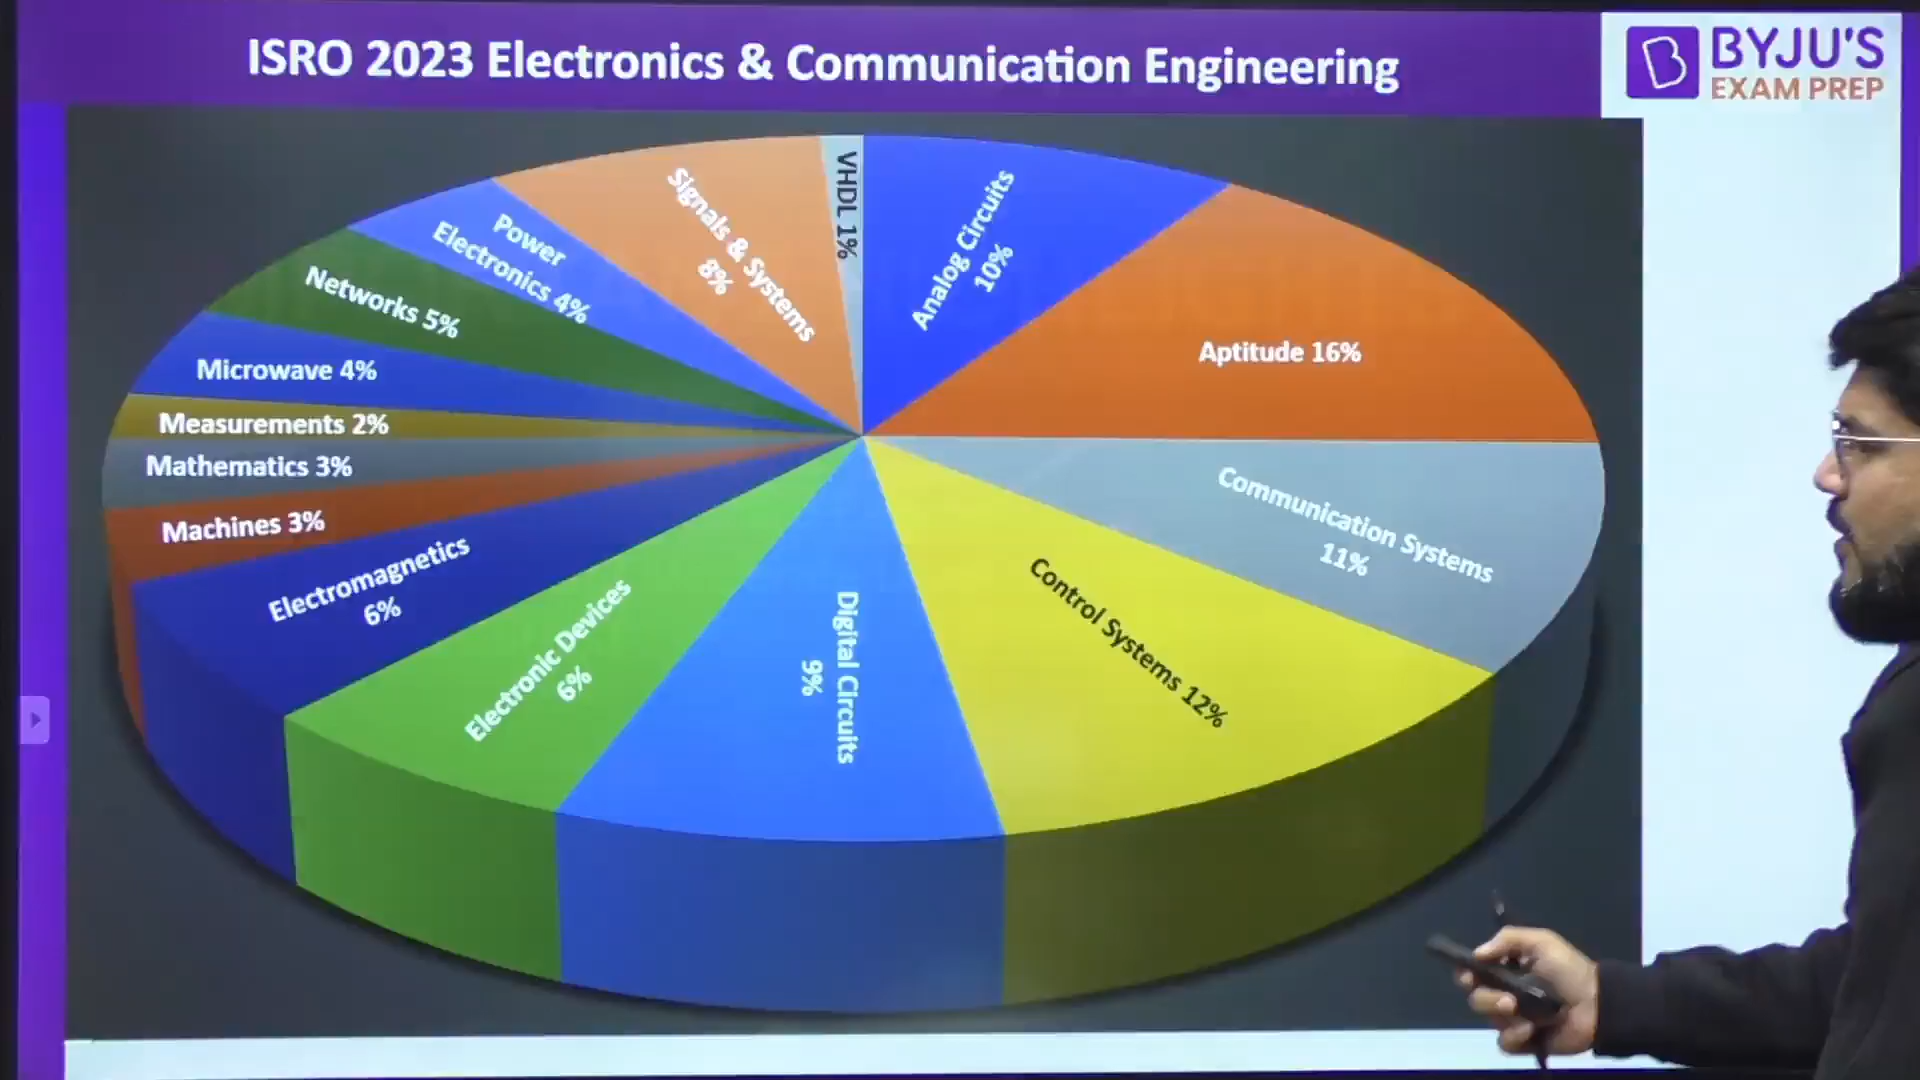 ISRO 2023 Electronics & Communication Engineering
BYJU'S
EXAM PREP
VHDL 1%
Analog Circuits
10%
Aptitude 16%
Communication Systems
11%
Control Systems 12%
Digital Circuits
9%
Electronic Devices
6%
Electromagnetics
6%
Machines 3%
Mathematics 3%
Measurements 2%
Microwave 4%
Networks 5%
Power
Electronics 4%
Signals & Systems
8%